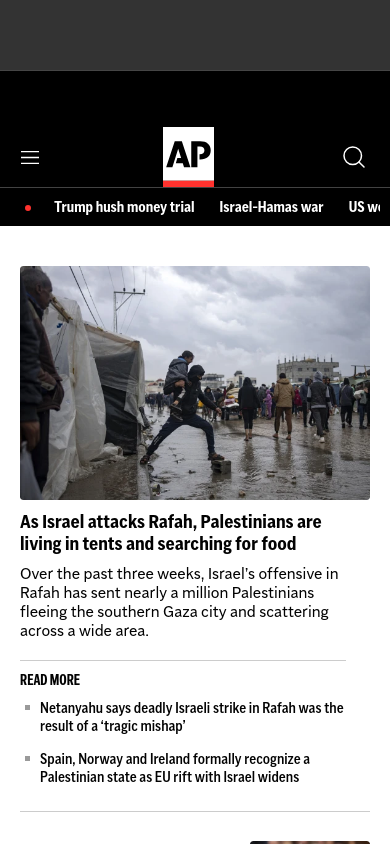 AP
Trump hush money trial Israel-Hamas war US we
As Israel attacks Rafah, Palestinians are
living in tents and searching for food
Over the past three weeks, Israel's offensive in
Rafah has sent nearly a million Palestinians
fleeing the southern Gaza city and scattering
across a wide area.
READ MORE
Netanyahu says deadly Israeli strike in Rafah was the
result of a ‘tragic mishap’
Spain, Norway and Ireland formally recognize a
Palestinian state as EU rift with Israel widens